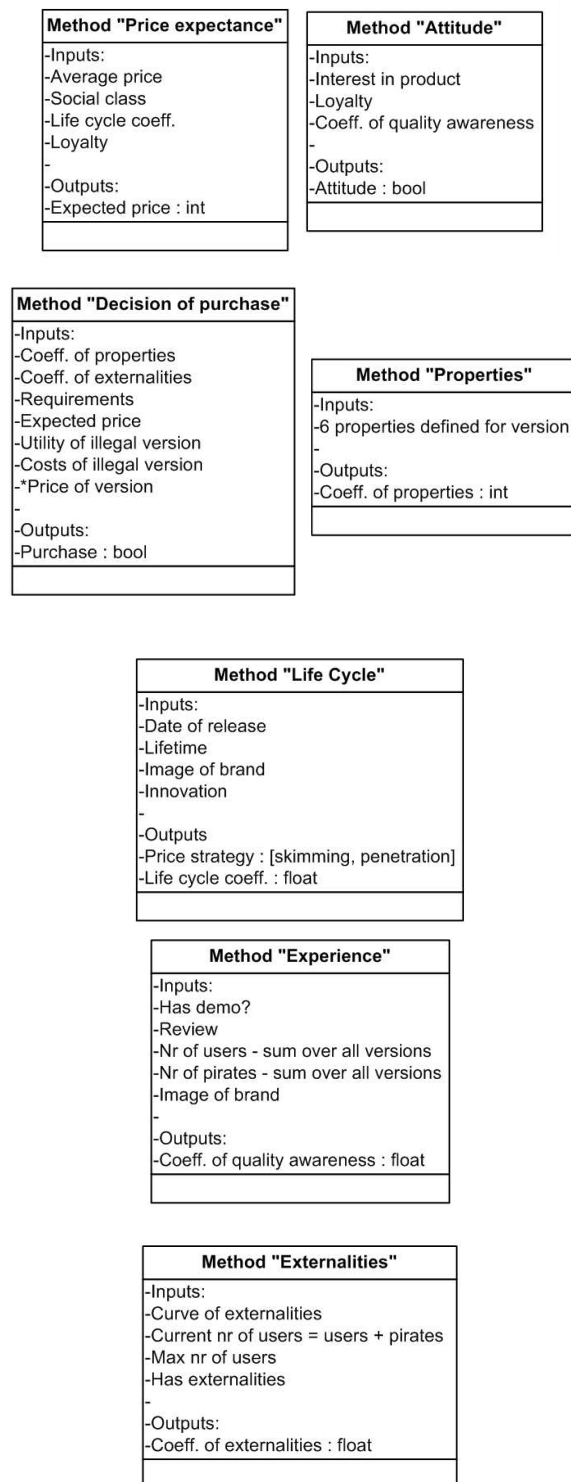 Method "Price expectance"
-Inputs:
-Average price
-Social class
-Life cycle coeff.
-Loyalty
-
-Outputs:
-Expected price : int
Method "Attitude"
-Inputs:
-Interest in product
-Loyalty
-Coeff. of quality awareness
-
-Outputs:
-Attitude : bool
Method "Decision of purchase"
-Inputs:
-Coeff. of properties
-Coeff. of externalities
-Requirements
-Expected price
-Utility of illegal version
-Costs of illegal version
-*Price of version
-
-Outputs:
-Purchase : bool
Method "Properties"
-Inputs:
-6 properties defined for version
-
-Outputs:
-Coeff. of properties : int
Method "Life Cycle"
-Inputs:
-Date of release
-Lifetime
-Image of brand
-Innovation
-
-Outputs
-Price strategy : [skimming, penetration]
-Life cycle coeff. : float
Method "Experience"
-Inputs:
-Has demo?
-Review
-Nr of users - sum over all versions
-Nr of pirates - sum over all versions
-Image of brand
-
-Outputs:
-Coeff. of quality awareness : float
Method "Externalities"
-Inputs:
-Curve of externalities
-Current nr of users = users + pirates
-Max nr of users
-Has externalities
-
-Outputs:
-Coeff. of externalities : float